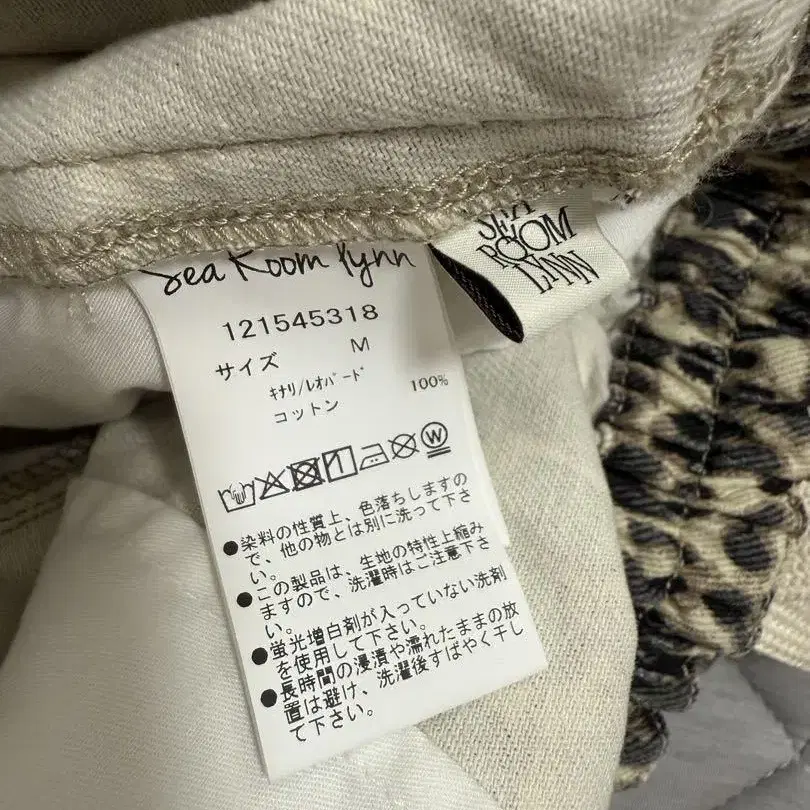 Sea Room lynn
SEA
ROOM
LYNN
121545318
サイズ M
ｷﾅﾘ/ﾚｵﾊﾟｰﾄﾞ
コットン 100%
W
●染料の性質上、色落ちしますの
で、他の物とは別に洗って下さ
い。
●この製品は、生地の特性上縮み
ますので、洗濯時はご注意下さ
い。
●蛍光増白剤が入っていない洗剤
を使用して下さい。
●長時間の浸漬や濡れたままの放
置は避け、洗濯後すばやく干し
て下さい。